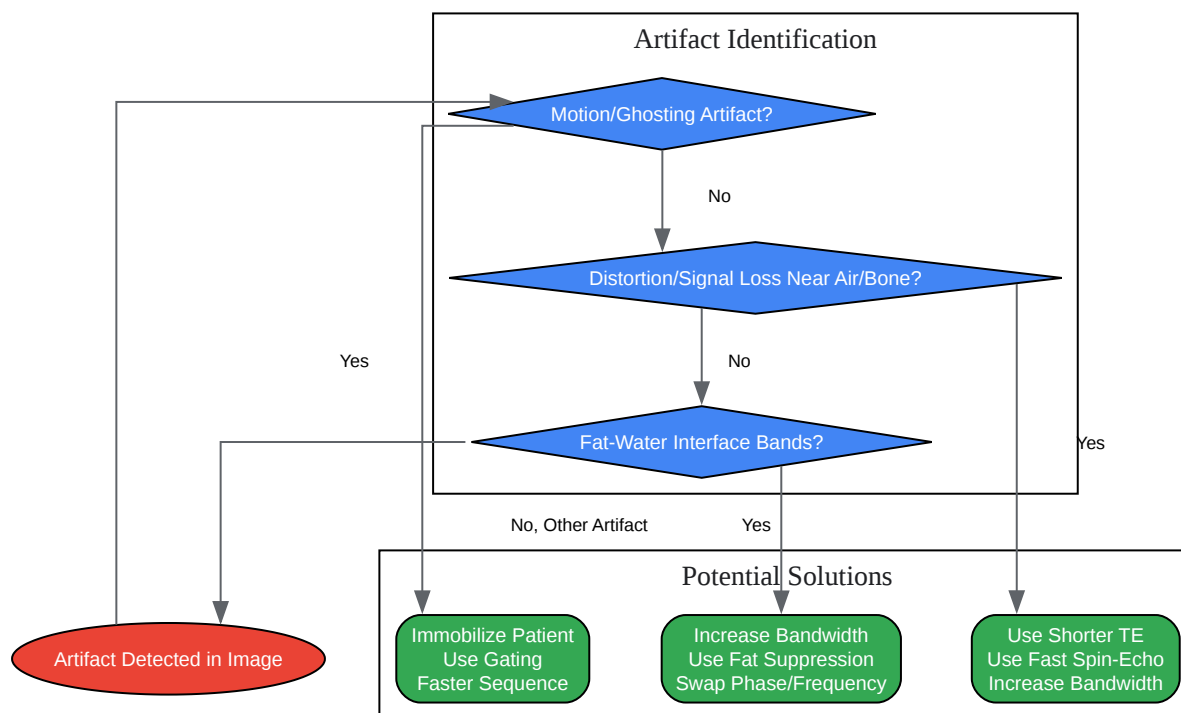 Artifact Identification
Motion/Ghosting Artifact?
No
Distortion/Signal Loss Near Air/Bone?
Yes
No
Fat-Water Interface Bands?
Yes
No, Other Artifact
Yes
Potential Solutions
Artifact Detected in Image
Immobilize Patient
Use Gating
Faster Sequence
Increase Bandwidth
Use Fat Suppression
Swap Phase/Frequency
Use Shorter TE
Use Fast Spin-Echo
Increase Bandwidth